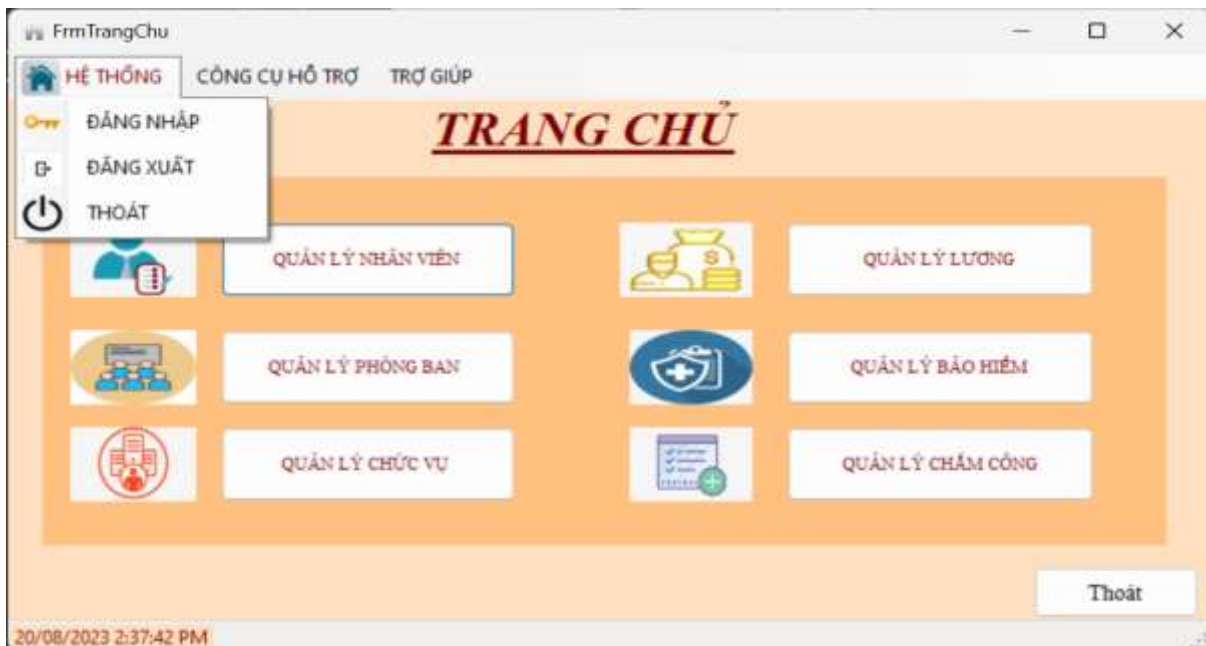 FrmTrangChu
HỆ THỐNG CÔNG CỤ HỖ TRỢ TRỢ GIÚP
ĐĂNG NHẬP
TRANG CHỦ
ĐĂNG XUẤT
THOÁT
QUẢN LÝ NHÂN VIÊN
QUẢN LÝ LƯƠNG
QUẢN LÝ PHÒNG BAN
QUẢN LÝ BẢO HIỂM
QUẢN LÝ CHỨC VỤ
QUẢN LÝ CHẤM CÔNG
Thoát
20/08/2023 2:37:42 PM